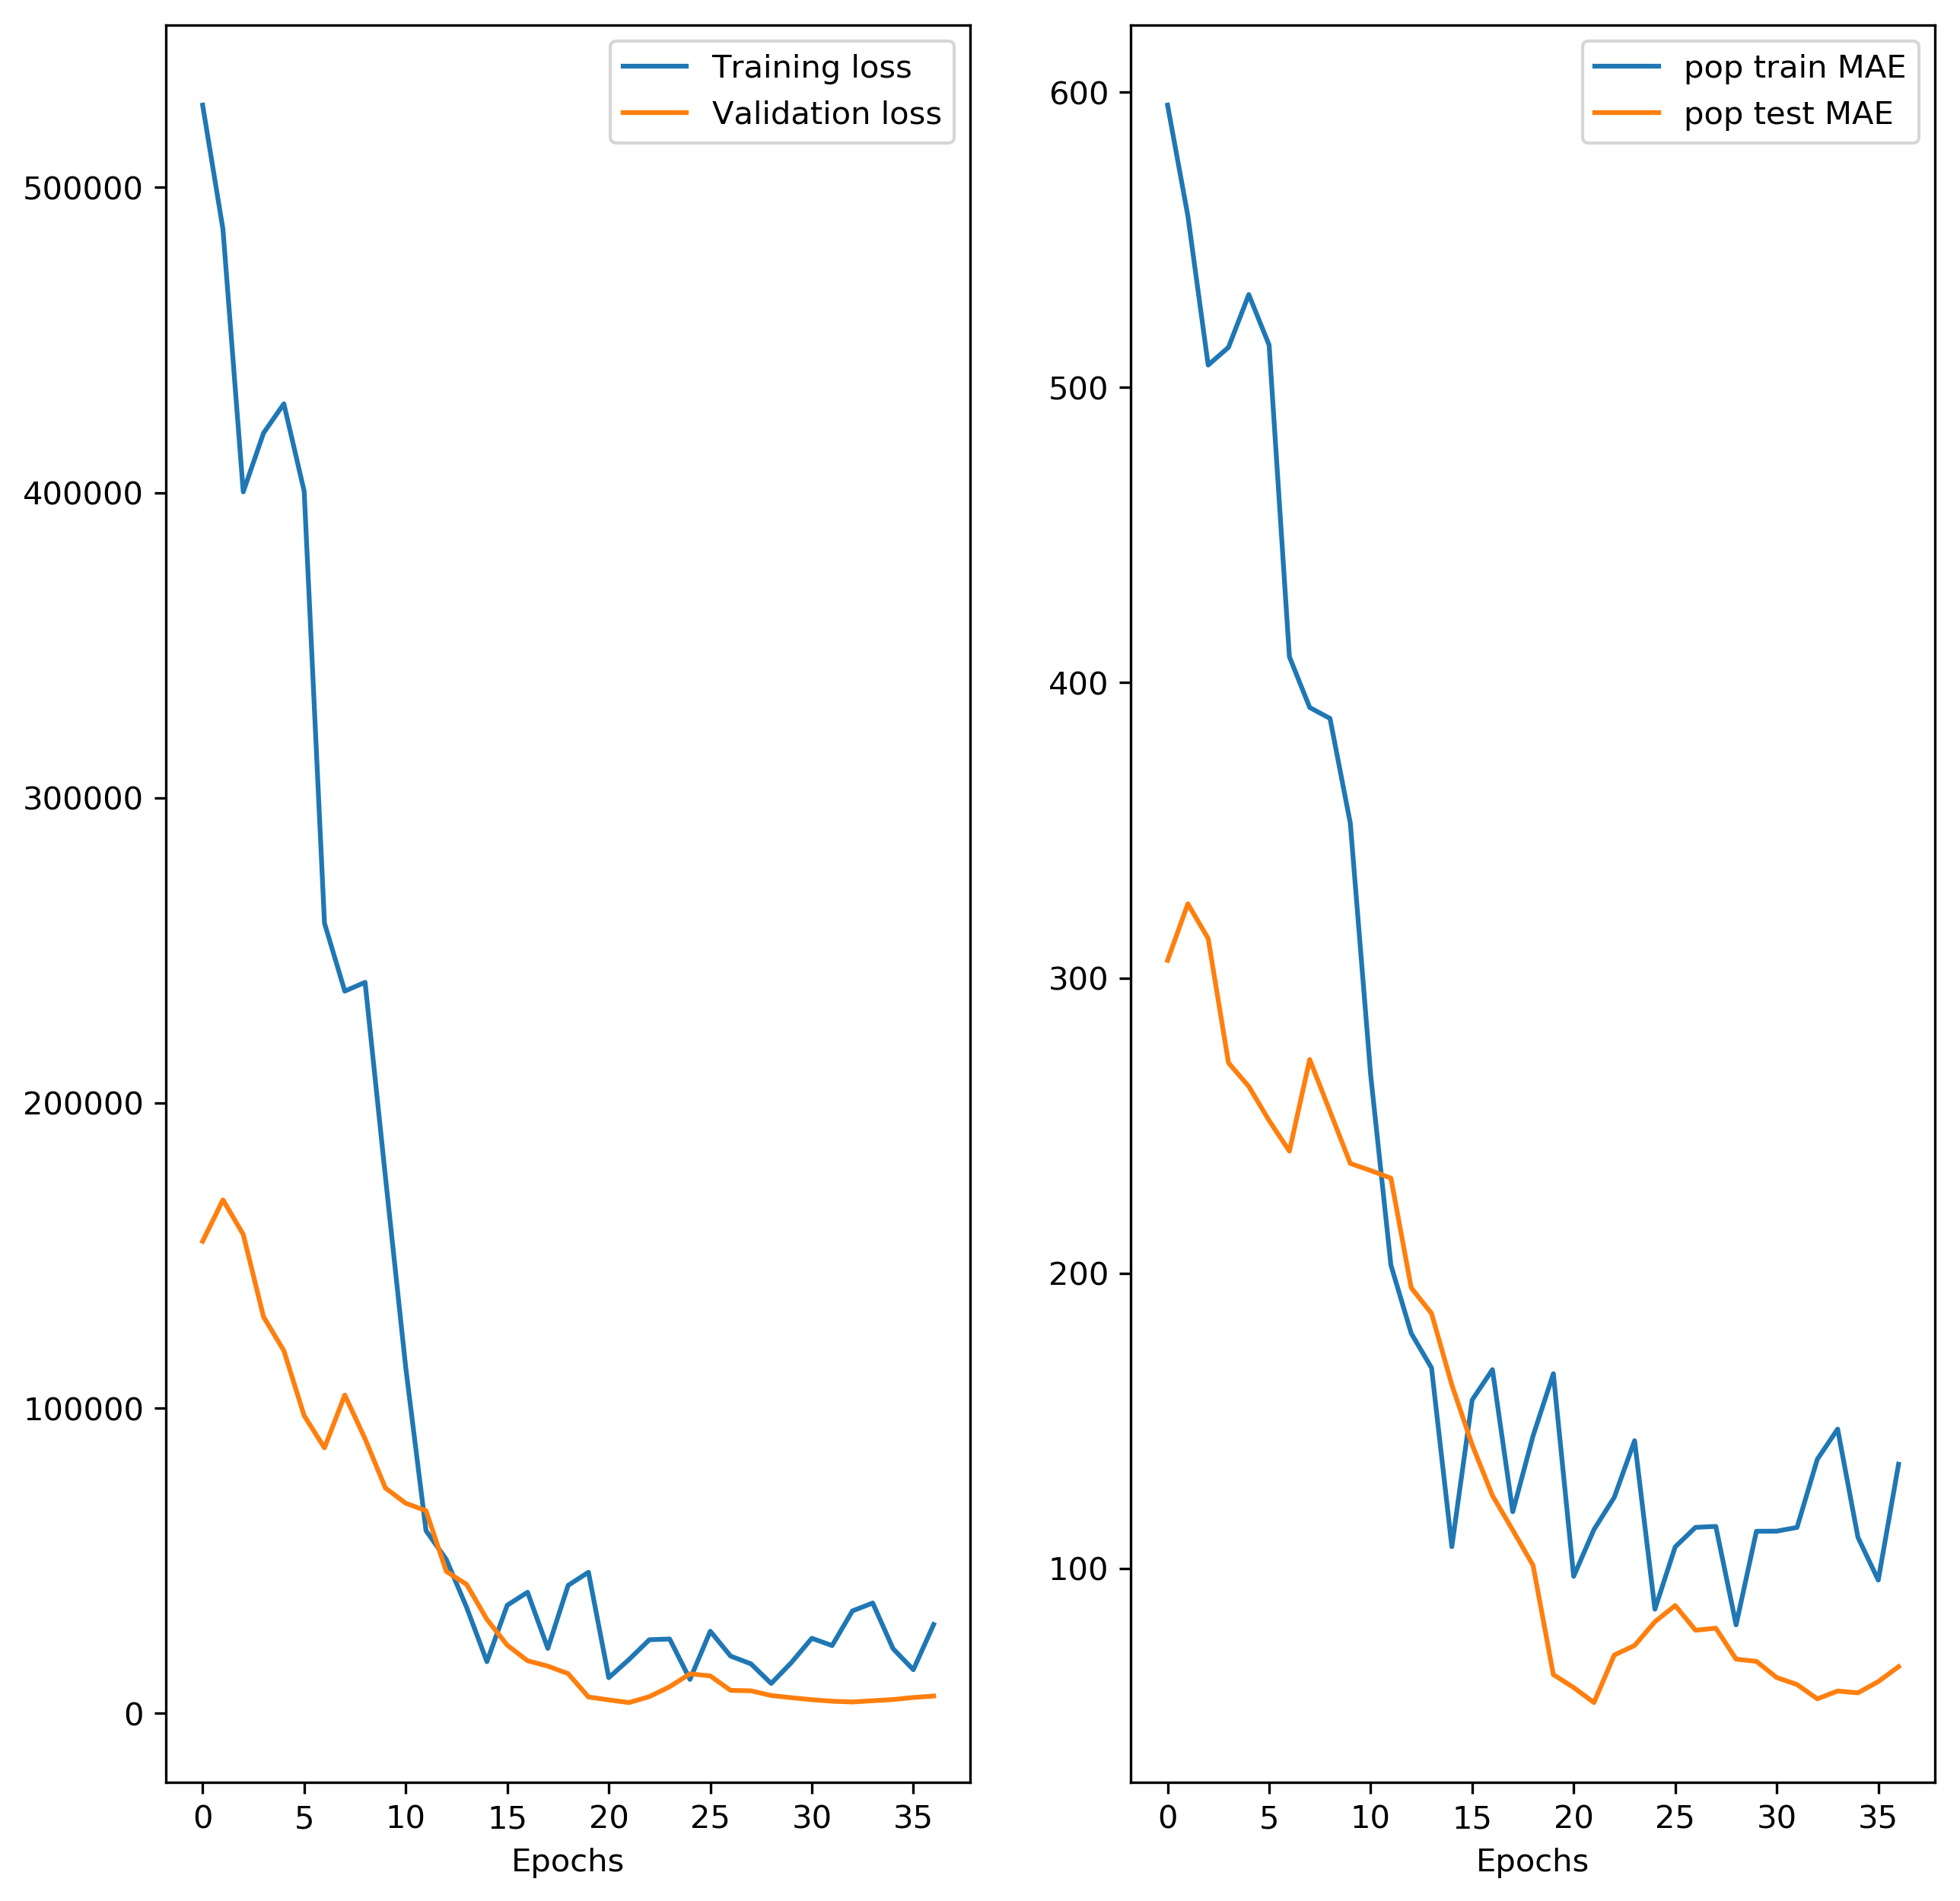 Training loss
Validation loss
500000
400000
300000
200000
100000
0
0 5 10 15 20 25 30 35
Epochs
pop train MAE
pop test MAE
600
500
400
300
200
100
0 5 10 15 20 25 30 35
Epochs